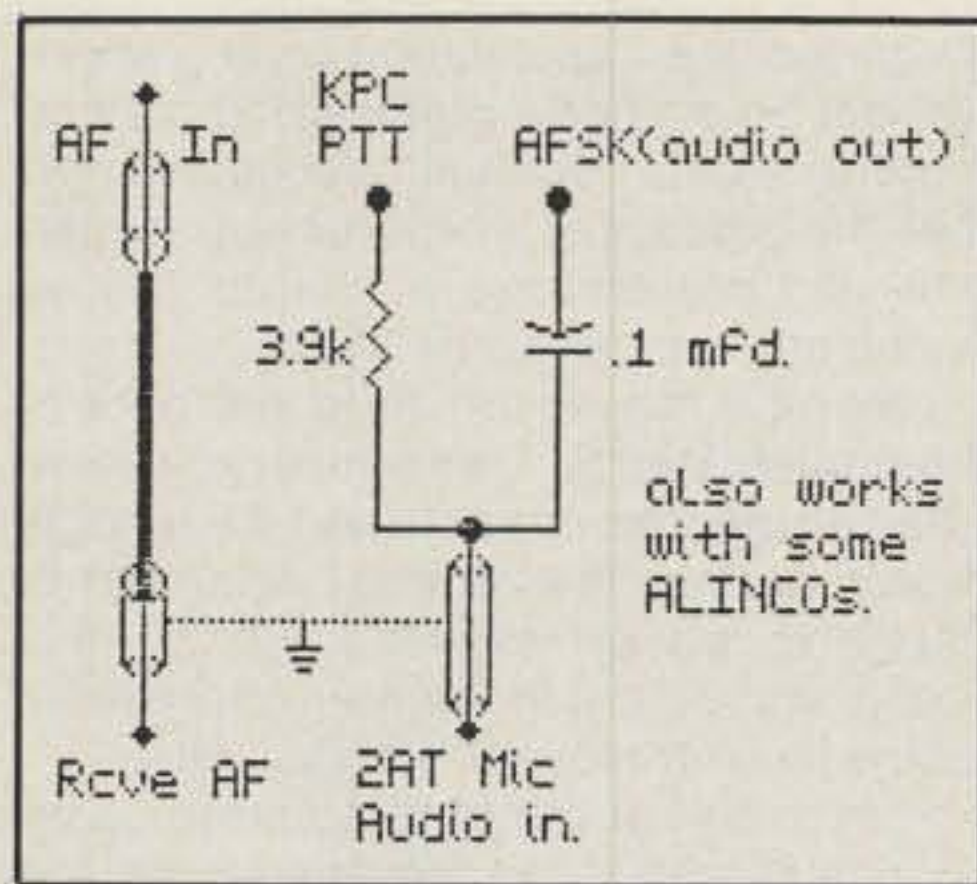 KPC
PTT
AF In
AFSK(audio out)
3.9k
.1 mfd.
also works
with some
ALINCOs.
Rcve AF
2AT Mic
Audio in.